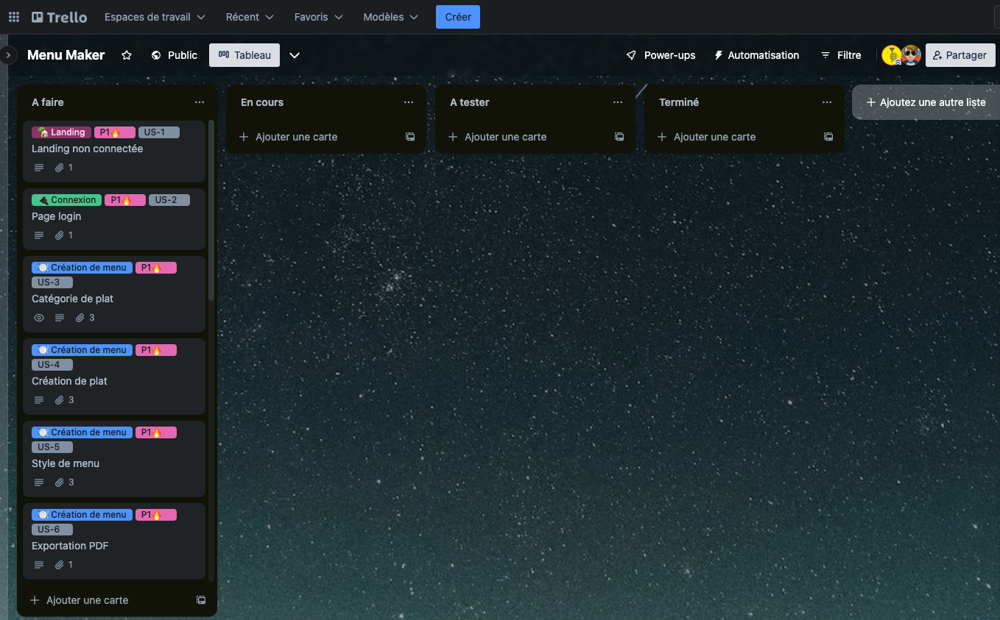 Trello Espaces de travail Récent Favoris Modèles Créer
Menu Maker Public Tableau Power-ups Automatisation Filtre Partager
A faire
Landing P1🔥 US-1
Landing non connectée
1
Connexion P1🔥 US-2
Page login
1
Création de menu P1🔥
US-3
Catégorie de plat
3
Création de menu P1🔥
US-4
Création de plat
3
Création de menu P1🔥
US-5
Style de menu
3
Création de menu P1🔥
US-6
Exportation PDF
1
Ajouter une carte
En cours
Ajouter une carte
A tester
Ajouter une carte
Terminé
Ajouter une carte
Ajoutez une autre liste